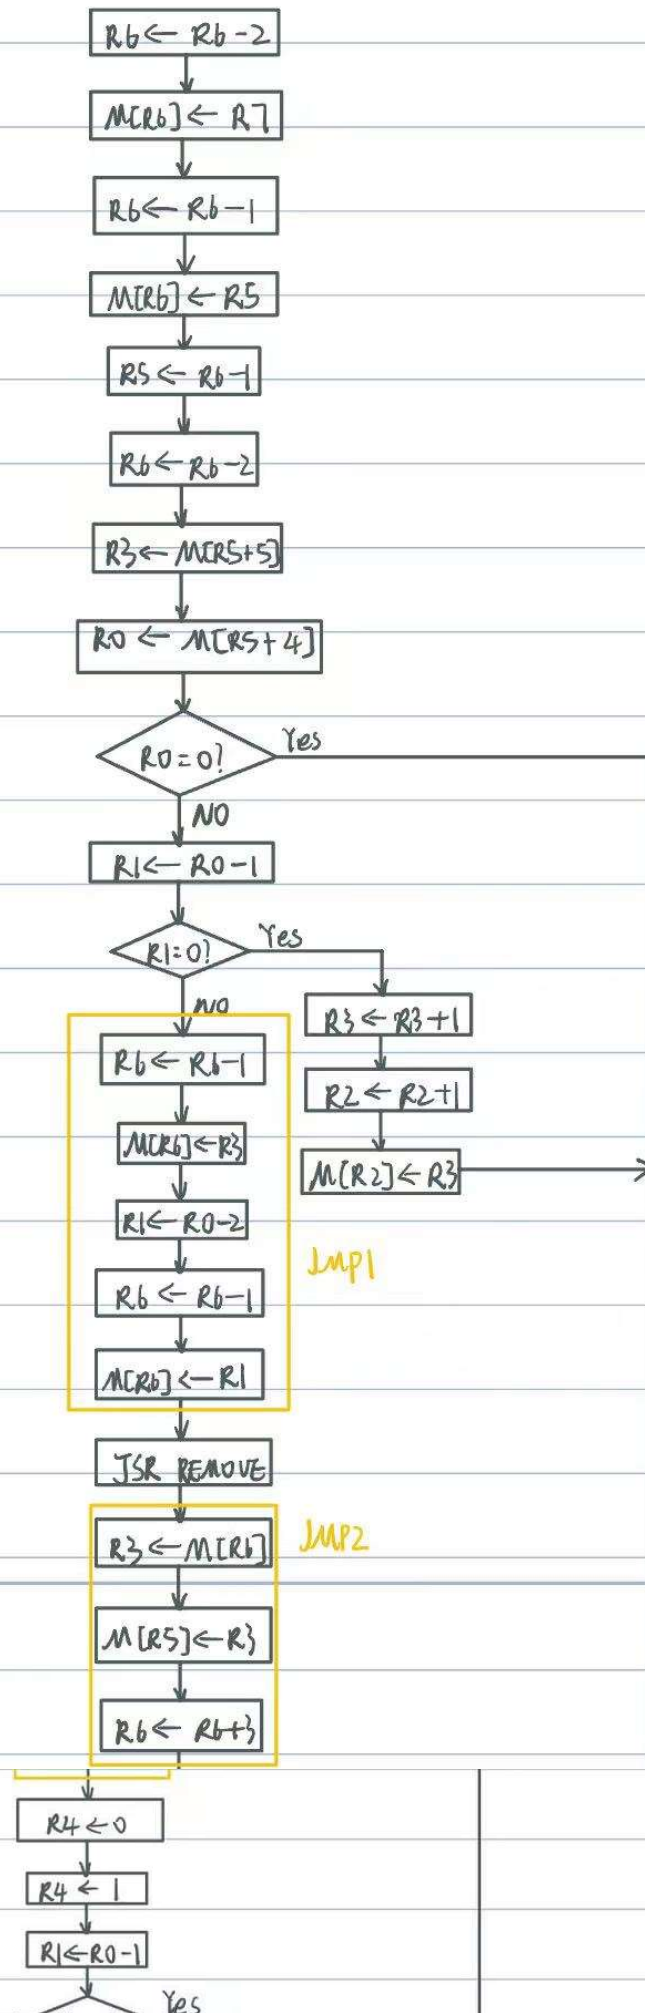 R6 ← R6-2
M[R6] ← R7
R6 ← R6-1
M[R6] ← R5
R5 ← R6-1
R6 ← R6-2
R3 ← M[R5+5]
R0 ← M[R5+4]
R0=0?
Yes
NO
R1 ← R0-1
R1=0?
Yes
NO
R3 ← R3+1
R6 ← R6-1
R2 ← R2+1
M[R6] ← R3
M[R2] ← R3
R1 ← R0-2
JMP1
R6 ← R6-1
M[R6] ← R1
JSR REMOVE
JMP2
R3 ← M[R6]
M[R5] ← R3
R6 ← R6+3
R4 ← 0
R4 ← 1
R1 ← R0-1
Yes